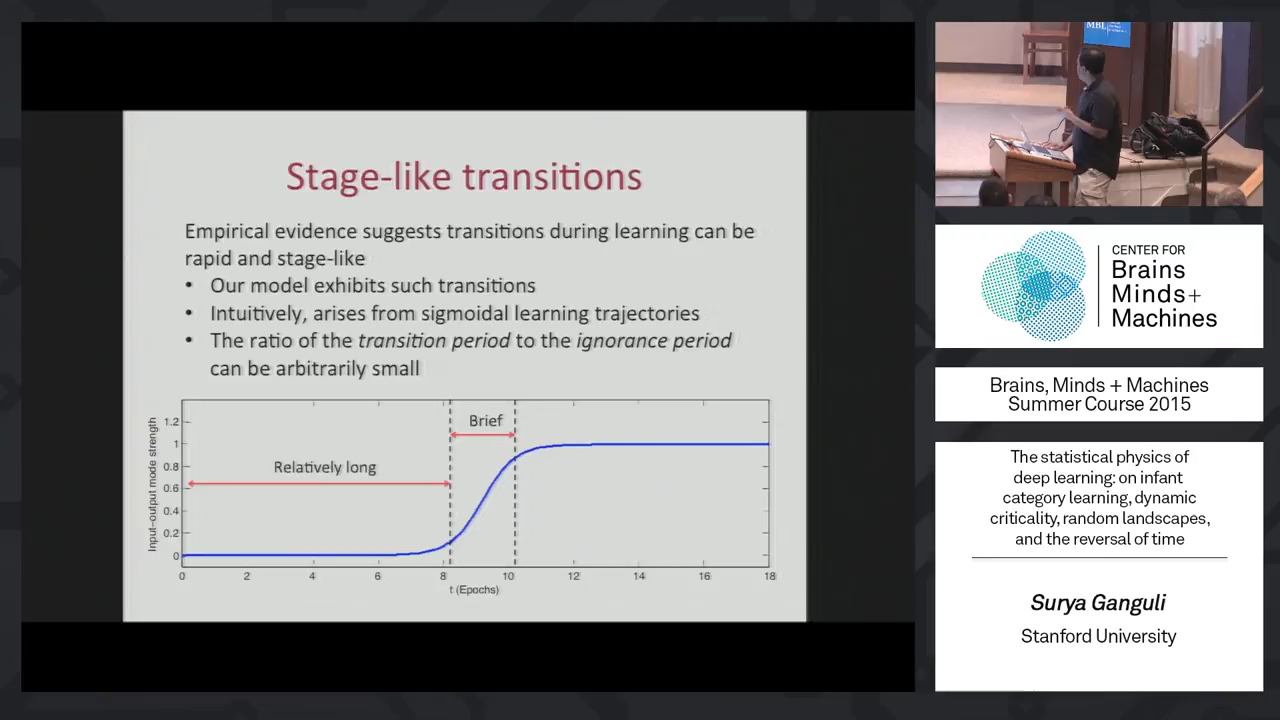 Stage-like transitions
Empirical evidence suggests transitions during learning can be
rapid and stage-like
• Our model exhibits such transitions
• Intuitively, arises from sigmoidal learning trajectories
• The ratio of the transition period to the ignorance period
can be arbitrarily small
Input-output mode strength
1.2
1
0.8
0.6
0.4
0.2
0
Relatively long
Brief
0 2 4 6 8 10 12 14 16 18
t (Epochs)
MBL
CENTER FOR
Brains
Minds+
Machines
Brains, Minds + Machines
Summer Course 2015
The statistical physics of
deep learning: on infant
category learning, dynamic
criticality, random landscapes,
and the reversal of time
Surya Ganguli
Stanford University